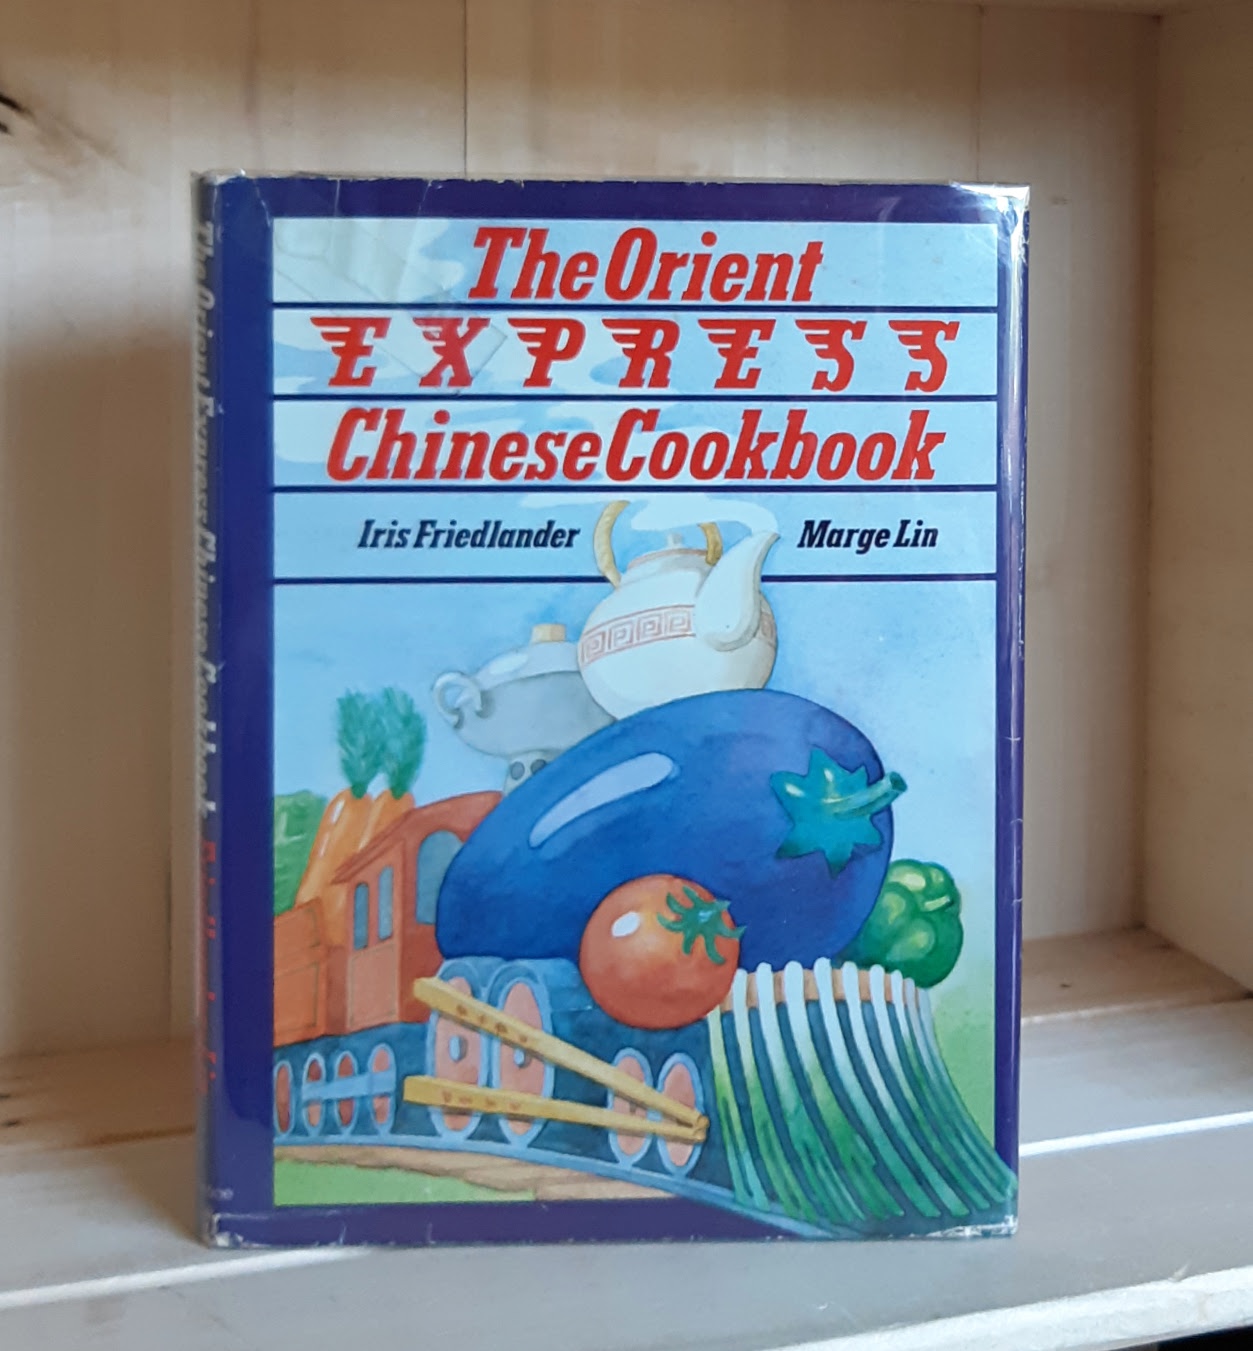 The Orient
EXPRESS
Chinese Cookbook
Iris Friedlander
Marge Lin
The Orient Express Chinese Cookbook